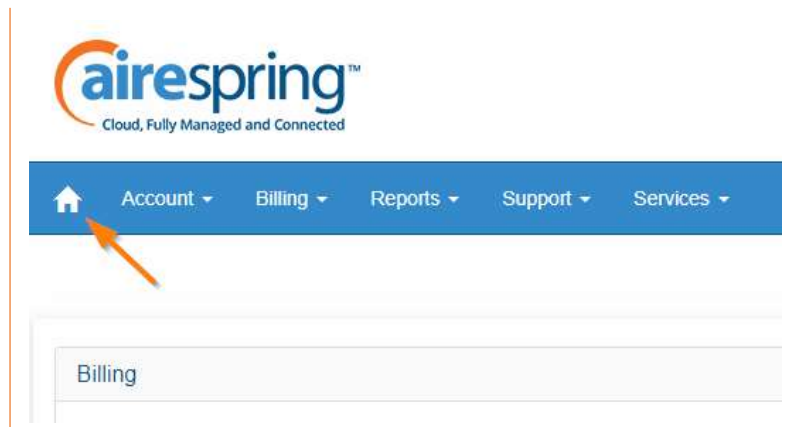 airespring™
Cloud, Fully Managed and Connected
Account Billing Reports Support Services
Billing